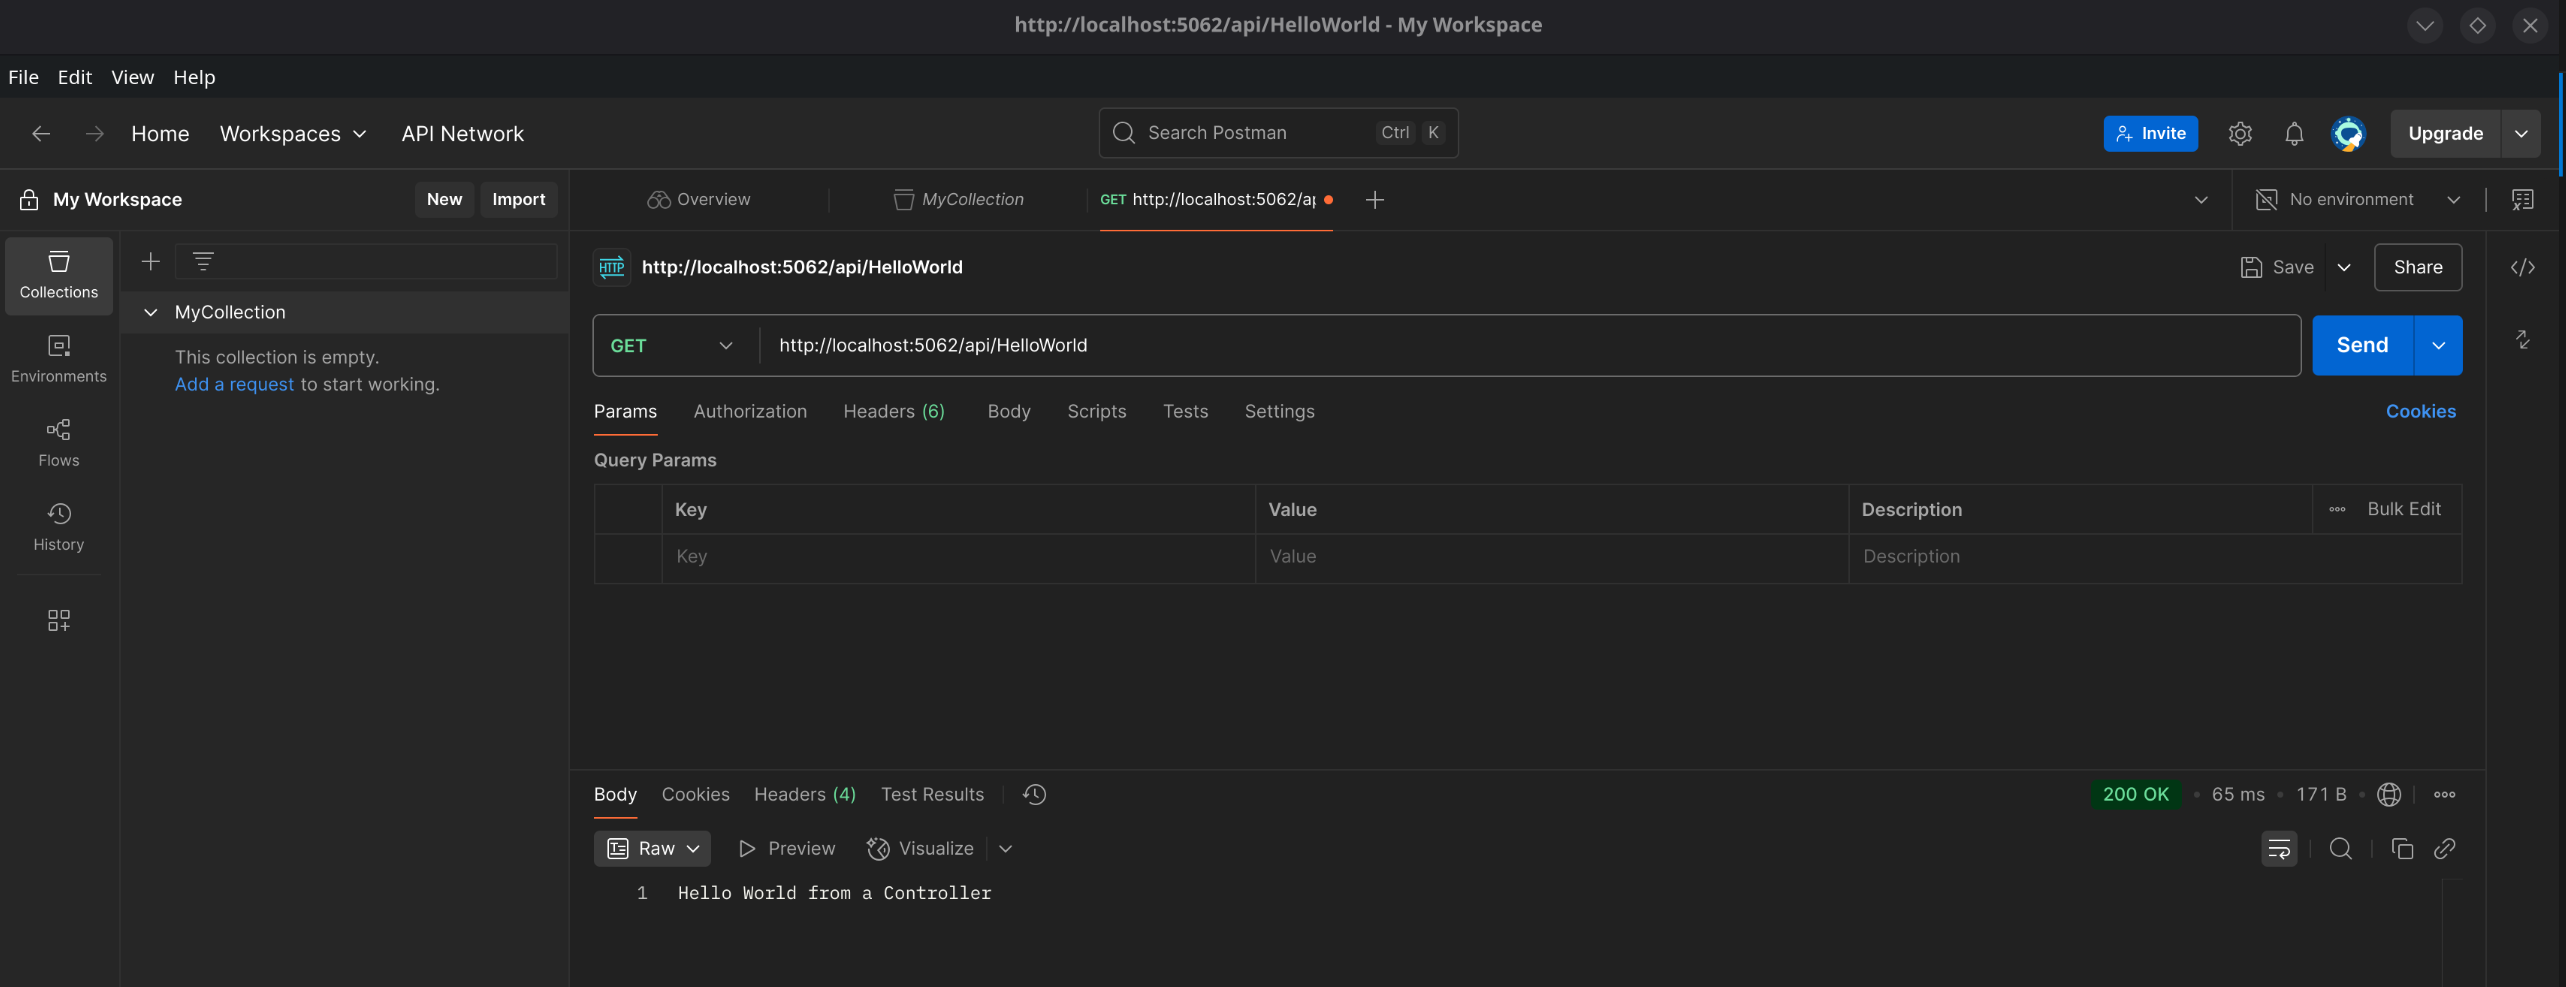 http://localhost:5062/api/HelloWorld - My Workspace
File Edit View Help
Home Workspaces API Network
Search Postman Ctrl K
Invite
Upgrade
My Workspace New Import
Overview
MyCollection
GET http://localhost:5062/ap
No environment
Collections
Environments
Flows
History
MyCollection
This collection is empty.
Add a request to start working.
HTTP http://localhost:5062/api/HelloWorld
Save Share
GET http://localhost:5062/api/HelloWorld
Send
Params Authorization Headers (6) Body Scripts Tests Settings Cookies
Query Params
Key Value Description Bulk Edit
Key Value Description
Body Cookies Headers (4) Test Results
200 OK • 65 ms • 171 B •
Raw Preview Visualize
1 Hello World from a Controller